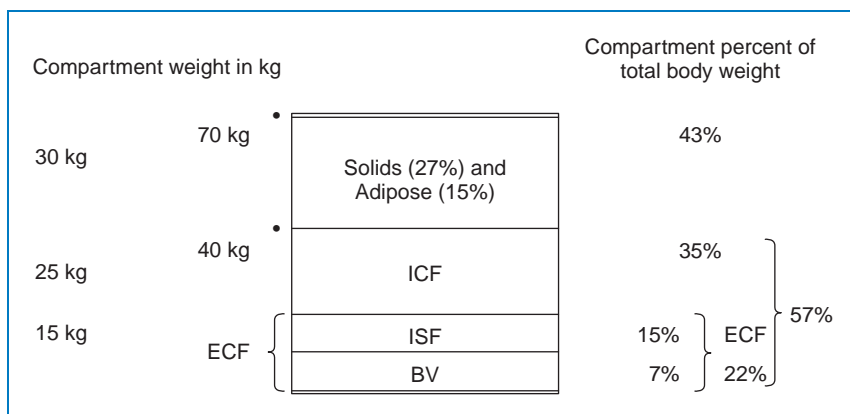 Compartment weight in kg
Compartment percent of
total body weight
70 kg
43%
30 kg
Solids (27%) and
Adipose (15%)
40 kg
35%
25 kg
ICF
57%
15 kg
ISF
15%
ECF
ECF
BV
7%
22%